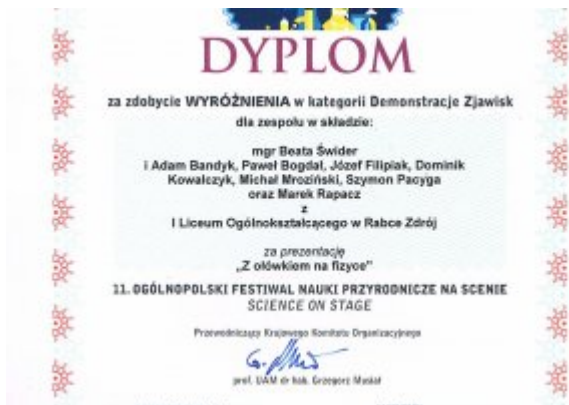 DYPLOM
za zdobycie WYRÓŻNIENIA w kategorii Demonstracje Zjawisk
dla zespołu w składzie:
mgr Beata Świder
i Adam Bandyk, Paweł Bogdał, Józef Filipiak, Dominik
Kowalczyk, Michał Mroziński, Szymon Pacyga
oraz Marek Rapacz
z
I Liceum Ogólnokształcącego w Rabce Zdrój
za prezentację
„Z ołówkiem na fizyce”
11. OGÓLNOPOLSKI FESTIWAL NAUKI PRZYRODNICZE NA SCENIE
SCIENCE ON STAGE
Przewodniczący Krajowego Komitetu Organizacyjnego
prof. UAM dr hab. Grzegorz Musiał